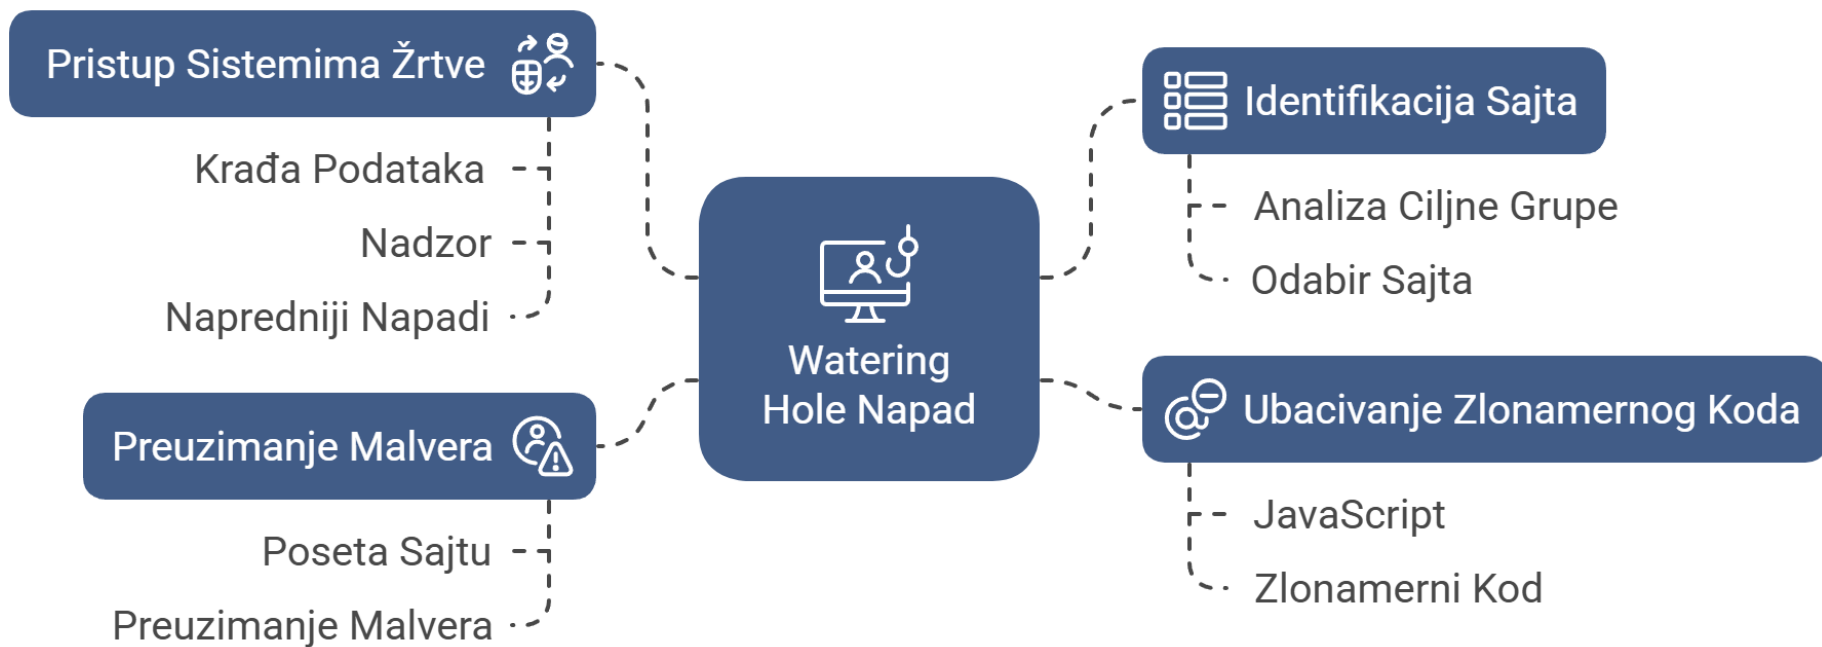 Pristup Sistemima Žrtve
Krađa Podataka
Nadzor
Napredniji Napadi
Preuzimanje Malvera
Poseta Sajtu
Preuzimanje Malvera
Watering
Hole Napad
Identifikacija Sajta
Analiza Ciljne Grupe
Odabir Sajta
Ubacivanje Zlonamernog Koda
JavaScript
Zlonamerni Kod